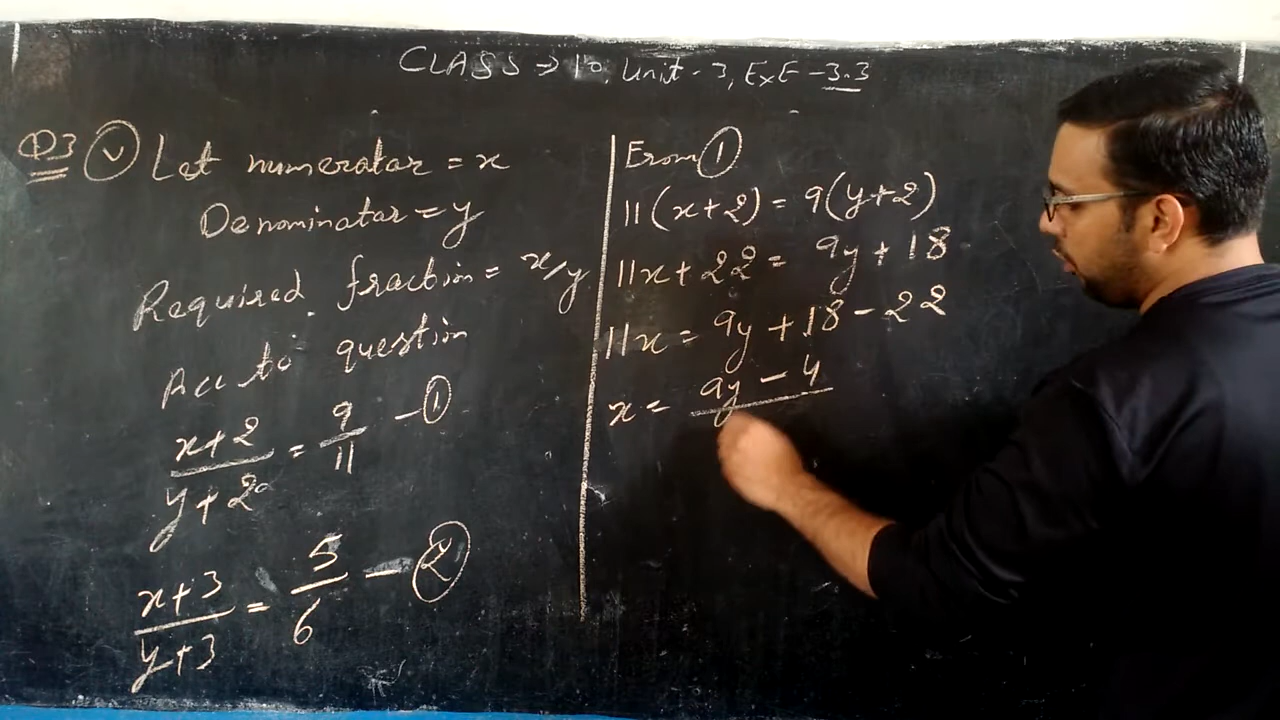 CLASS → 10, Unit - 3, ExE - 3.3
Q3 (v) Let numerator = x
Denominator = y
Required fraction = x/y
Acc to question
x+2/y+2 = 9/11 - (1)
x+3/y+3 = 5/6 - (2)
From (1)
11(x+2) = 9(y+2)
11x + 22 = 9y + 18
11x = 9y + 18 - 22
x = 9y - 4